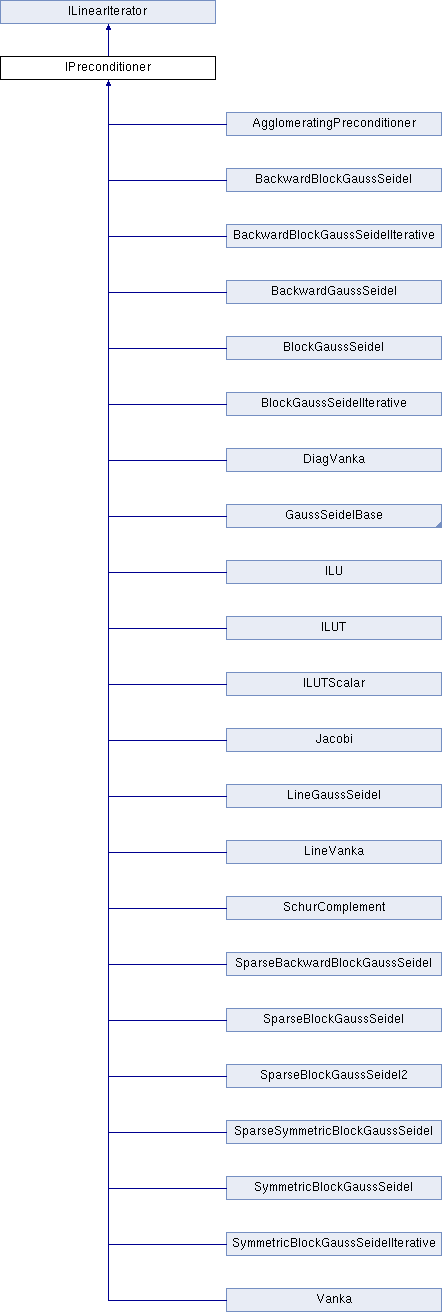 ILinearIterator
IPreconditioner
AgglomeratingPreconditioner
BackwardBlockGaussSeidel
BackwardBlockGaussSeidelIterative
BackwardGaussSeidel
BlockGaussSeidel
BlockGaussSeidelIterative
DiagVanka
GaussSeidelBase
ILU
ILUT
ILUTScalar
Jacobi
LineGaussSeidel
LineVanka
SchurComplement
SparseBackwardBlockGaussSeidel
SparseBlockGaussSeidel
SparseBlockGaussSeidel2
SparseSymmetricBlockGaussSeidel
SymmetricBlockGaussSeidel
SymmetricBlockGaussSeidelIterative
Vanka